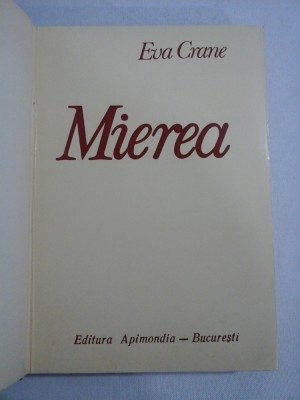 Eva Crane
Mierea
Editura Apimondia — București